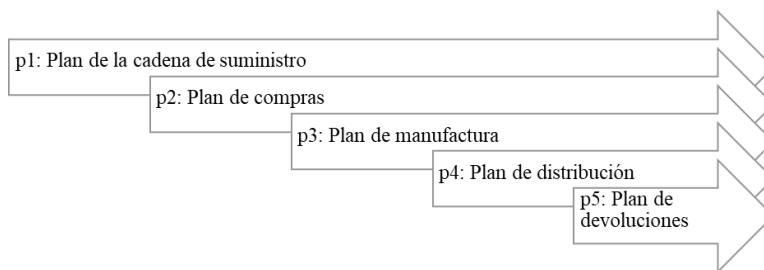 p1: Plan de la cadena de suministro
p2: Plan de compras
p3: Plan de manufactura
p4: Plan de distribución
p5: Plan de
devoluciones